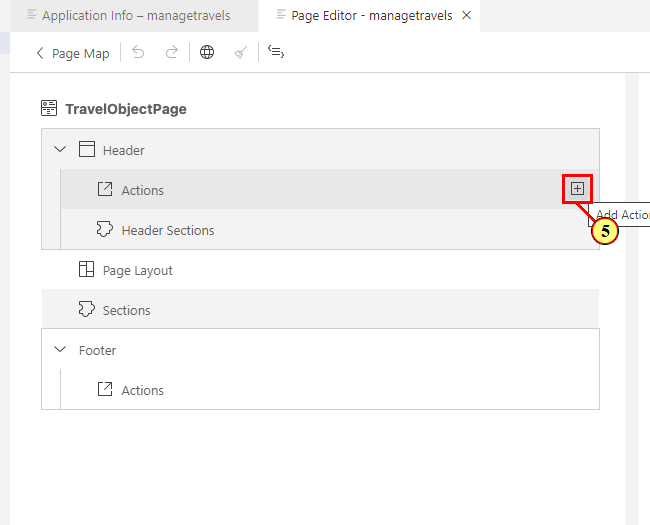 Application Info – managetravels
Page Editor - managetravels
Page Map
TravelObjectPage
Header
Actions
Add Actio
5
Header Sections
Page Layout
Sections
Footer
Actions